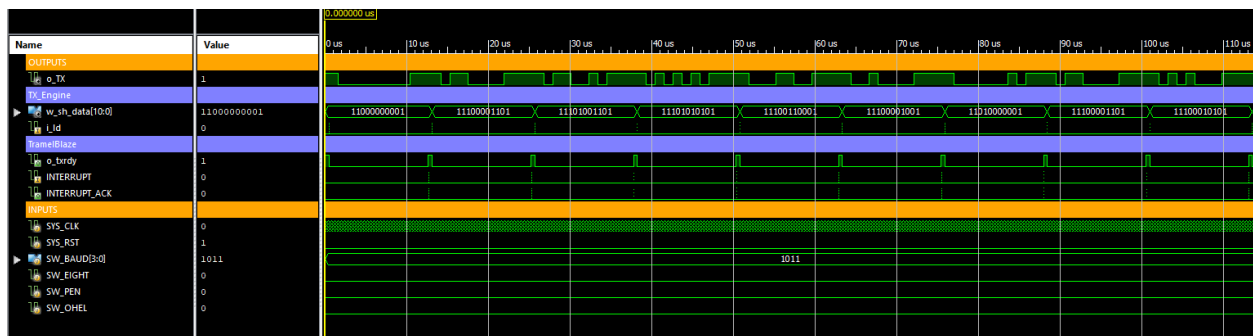 0.000000 us
Name Value 0 us 10 us 20 us 30 us 40 us 50 us 60 us 70 us 80 us 90 us 100 us 110 us
OUTPUTS
o_TX 1
TX_Engine
w_sh_data[10:0] 11000000001 11000000001 11100011101 11101001101 11101010101 11100110001 11100001001 11010000001 11110011101 11100010101
i_ld 0
TramelBlaze
o_txrdy 1
INTERRUPT 0
INTERRUPT_ACK 0
INPUTS
SYS_CLK 0
SYS_RST 1
SW_BAUD[3:0] 1011 1011
SW_EIGHT 0
SW_PEN 0
SW_OHEL 0